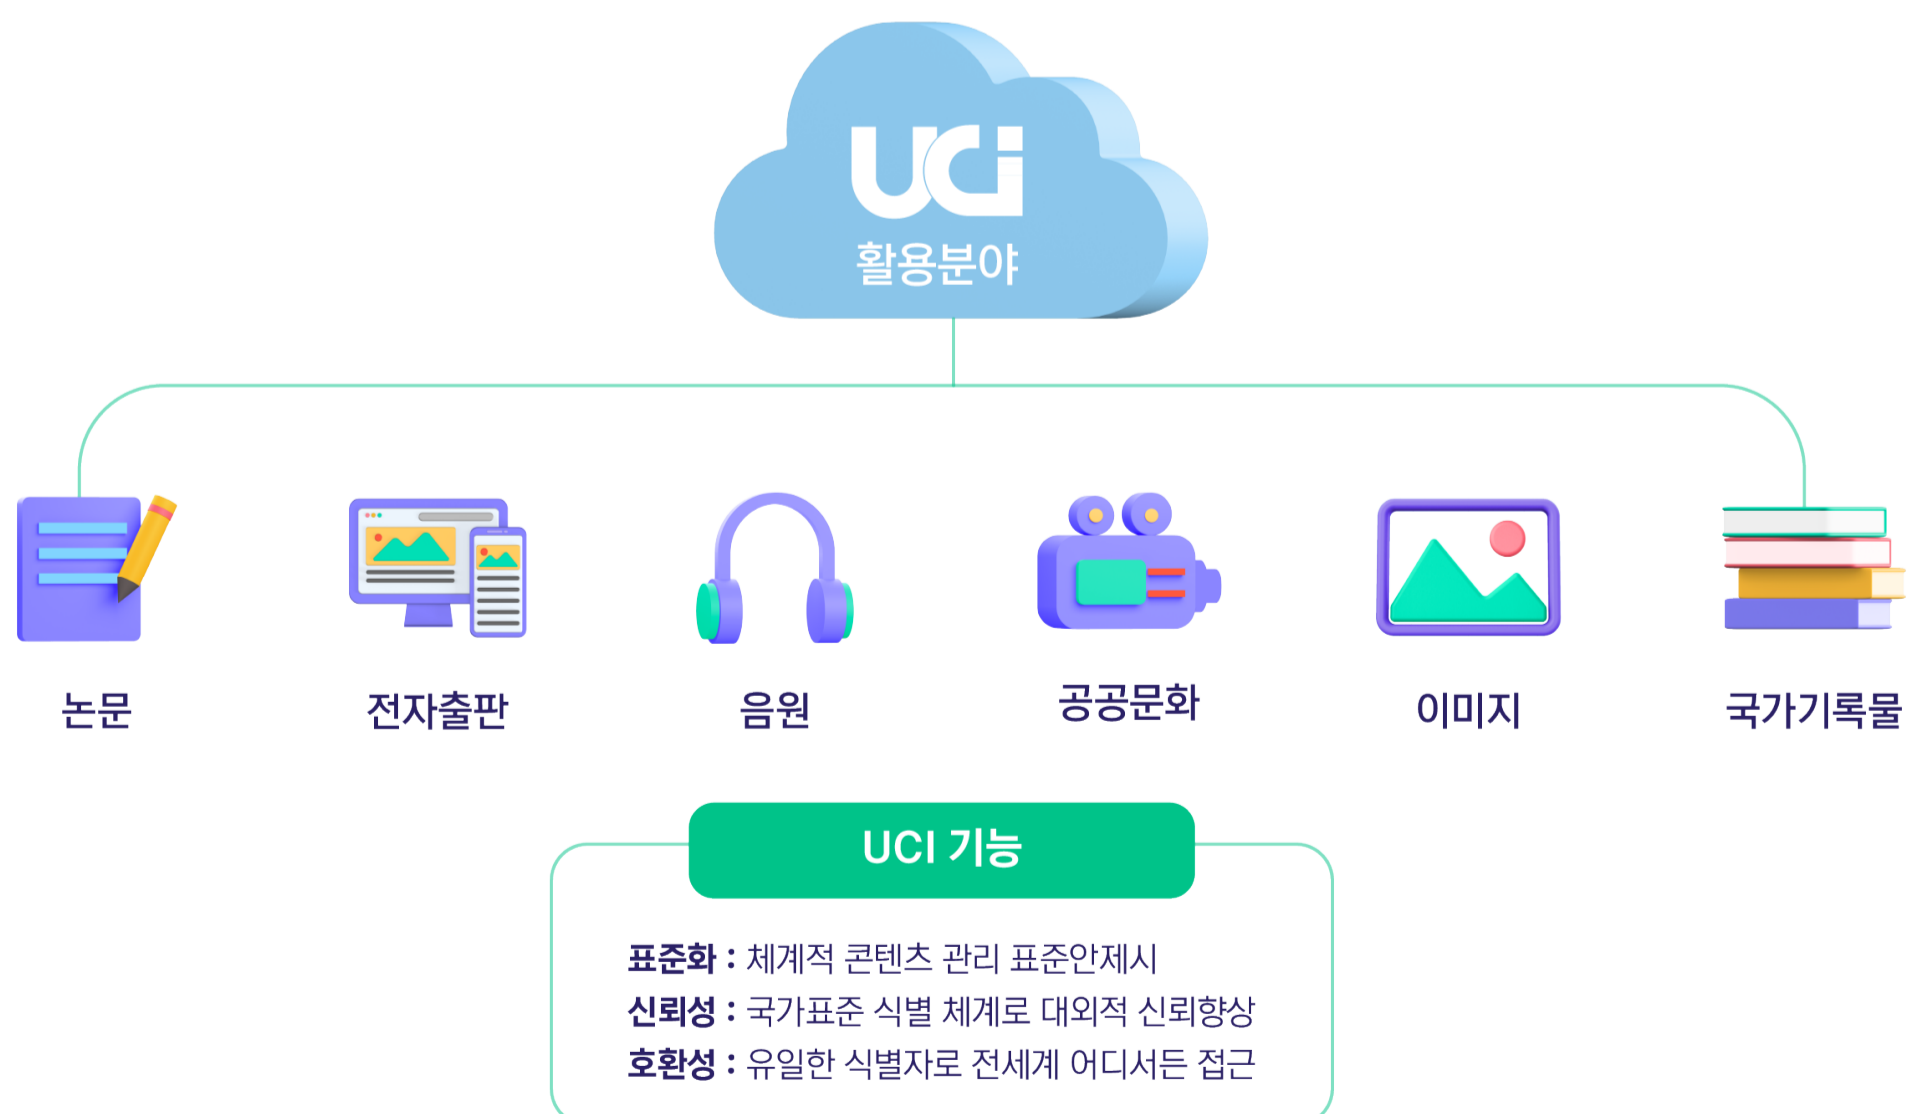 UCi
활용분야
논문
전자출판
음원
공공문화
이미지
국가기록물
UCI 기능
표준화 : 체계적 콘텐츠 관리 표준안제시
신뢰성 : 국가표준 식별 체계로 대외적 신뢰향상
호환성 : 유일한 식별자로 전세계 어디서든 접근